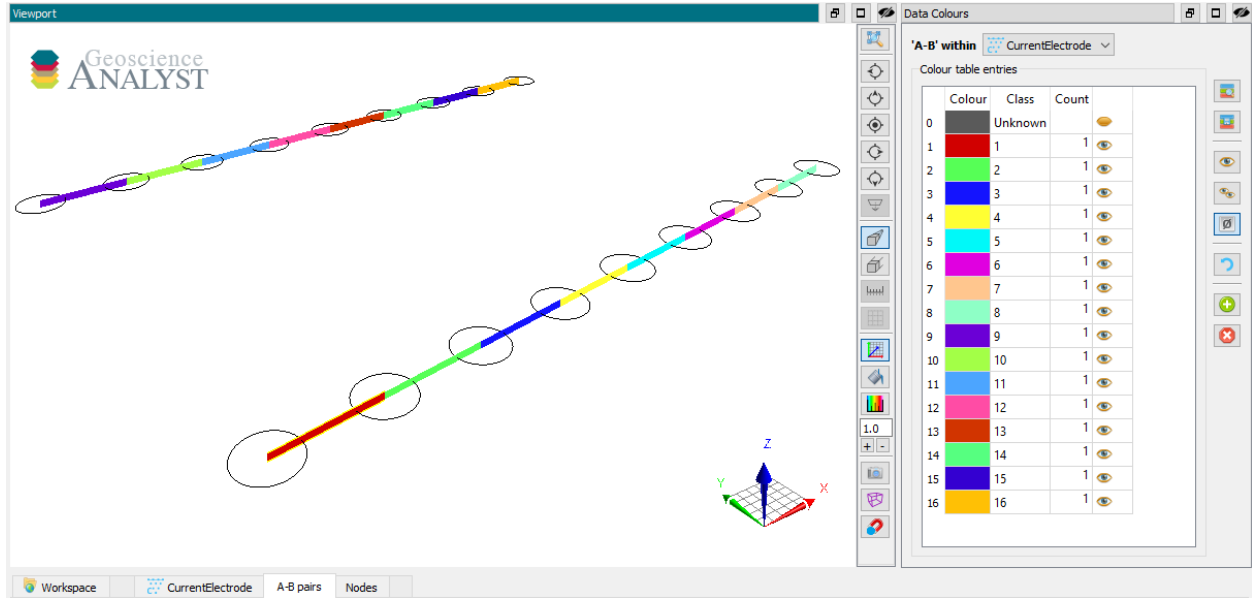 Viewport
Data Colours
Geoscience
ANALYST
'A-B' within CurrentElectrode
Colour table entries
Colour Class Count
0 Unknown
1 1 1
2 2 1
3 3 1
4 4 1
5 5 1
6 6 1
7 7 1
8 8 1
9 9 1
10 10 1
11 11 1
12 12 1
13 13 1
14 14 1
15 15 1
16 16 1
1.0
+ -
Z
Y
X
Workspace CurrentElectrode A-B pairs Nodes